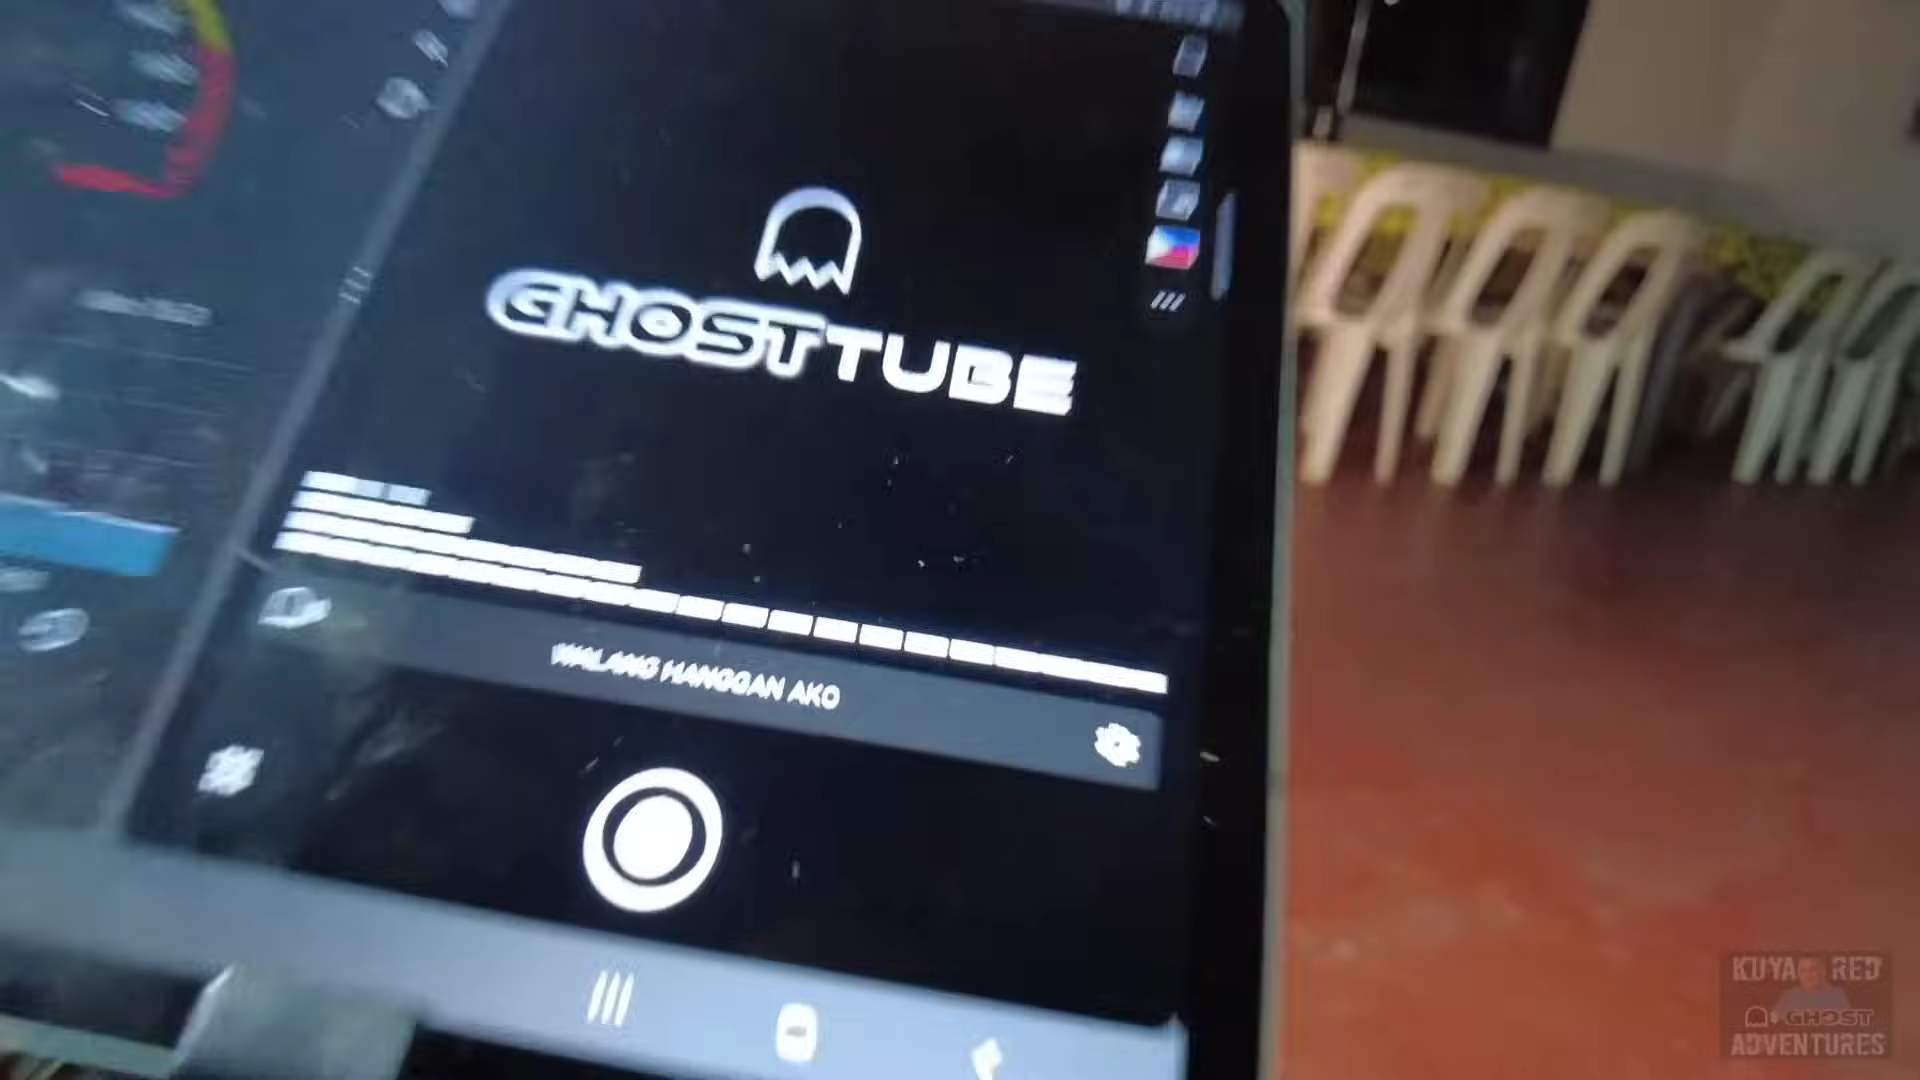 GHOSTTUBE
WALANG HANGGAN AKO
KUYA RED
GHOST
ADVENTURES